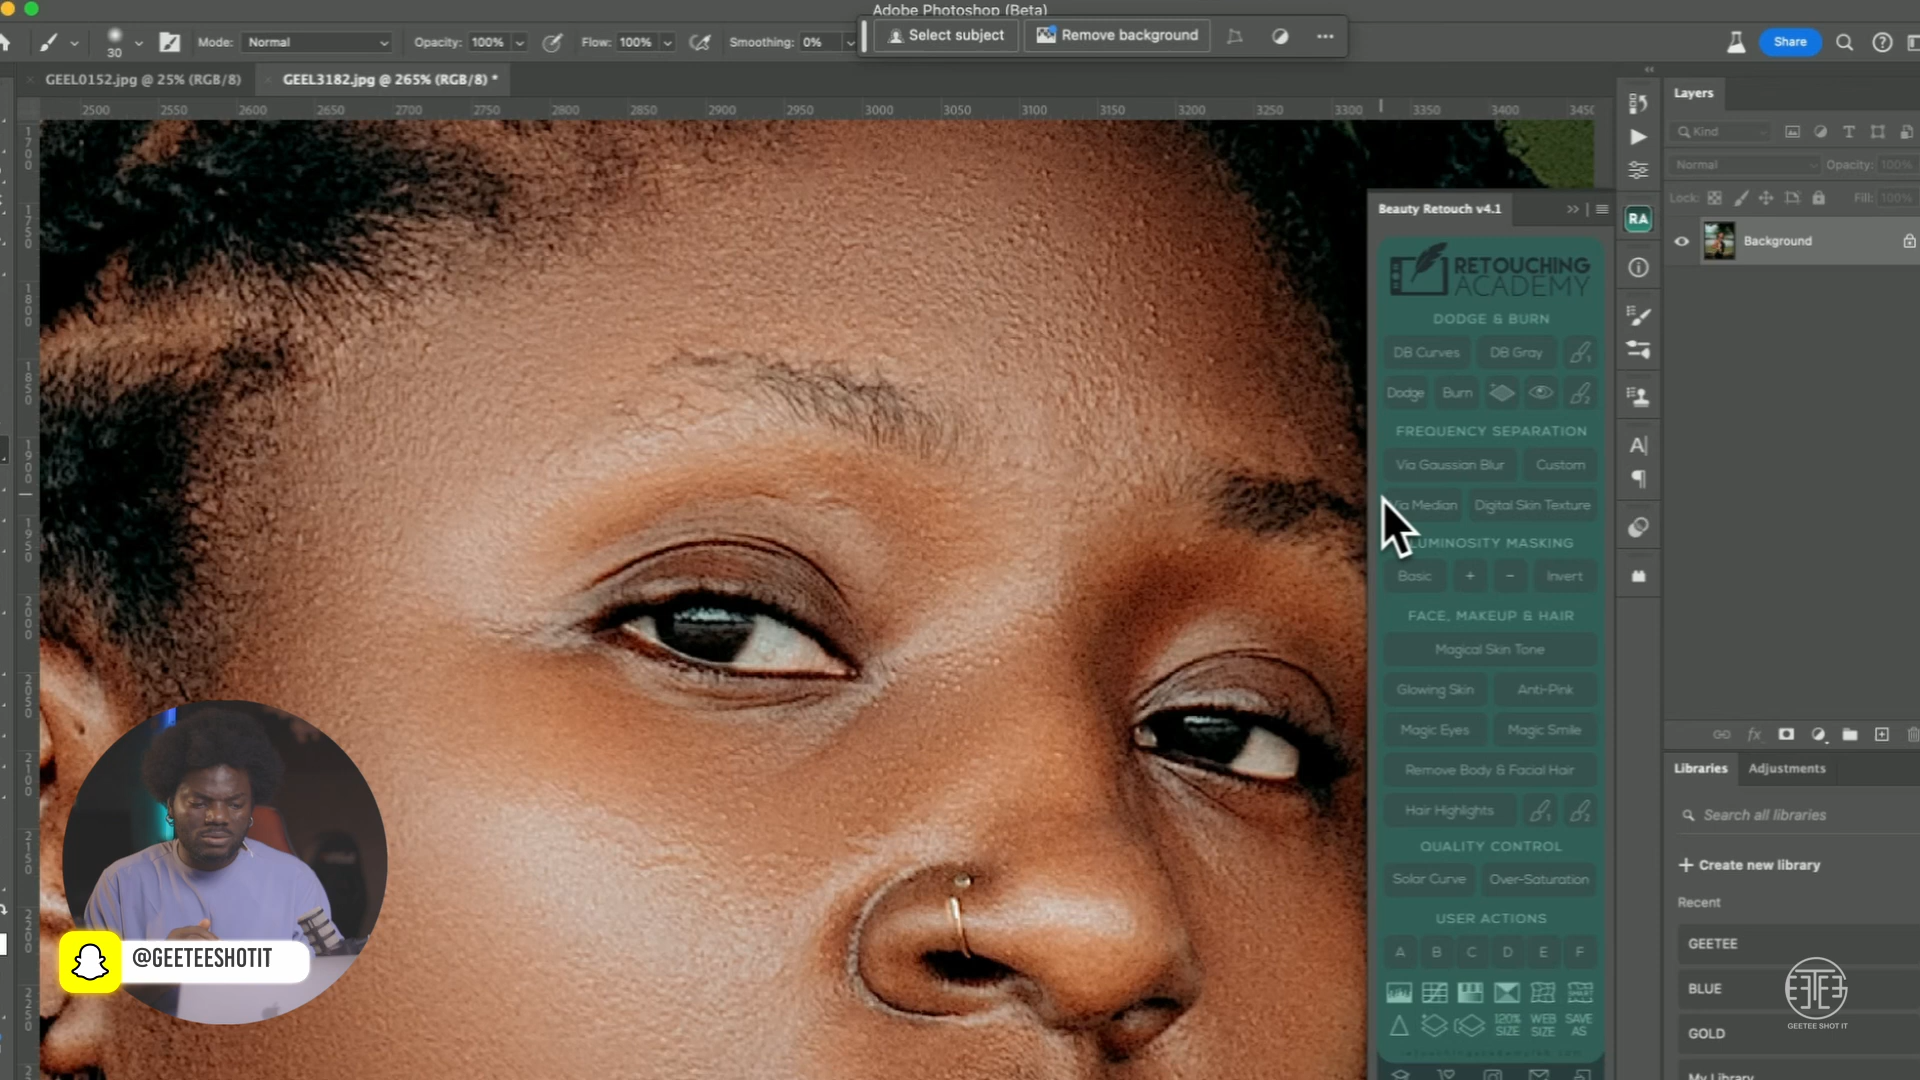 Adobe Photoshop (Beta)
30
Mode: Normal
Opacity: 100%
Flow: 100%
Smoothing: 0%
Select subject
Remove background
Share
GEEL0152.jpg @ 25% (RGB/8)
GEEL3182.jpg @ 265% (RGB/8) *
2500 2550 2600 2650 2700 2750 2800 2850 2900 2950 3000 3050 3100 3150 3200 3250 3300 3350 3400
1700
1750
1800
1850
1900
1950
2000
2050
2100
2150
2200
2250
Beauty Retouch v4.1
RETOUCHING
ACADEMY
DODGE & BURN
DB Curves DB Gray
Dodge Burn
FREQUENCY SEPARATION
Via Gaussian Blur Custom
Median Digital Skin Texture
LUMINOSITY MASKING
Basic + - Invert
FACE, MAKEUP & HAIR
Magical Skin Tone
Glowing Skin Anti-Pink
Magic Eyes Magic Smile
Remove Body & Facial Hair
Hair Highlights 1 2
QUALITY CONTROL
Solar Curve Over-Saturation
USER ACTIONS
A B C D E F
120% SIZE WEB SIZE SAVE AS
RA
Layers
Kind
Normal Opacity: 100%
Lock: Fill: 100%
Background
fx
Libraries Adjustments
Search all libraries
+ Create new library
Recent
GEETEE
BLUE
GOLD
My Library
@GEETEESHOTIT
GEETEE SHOT IT